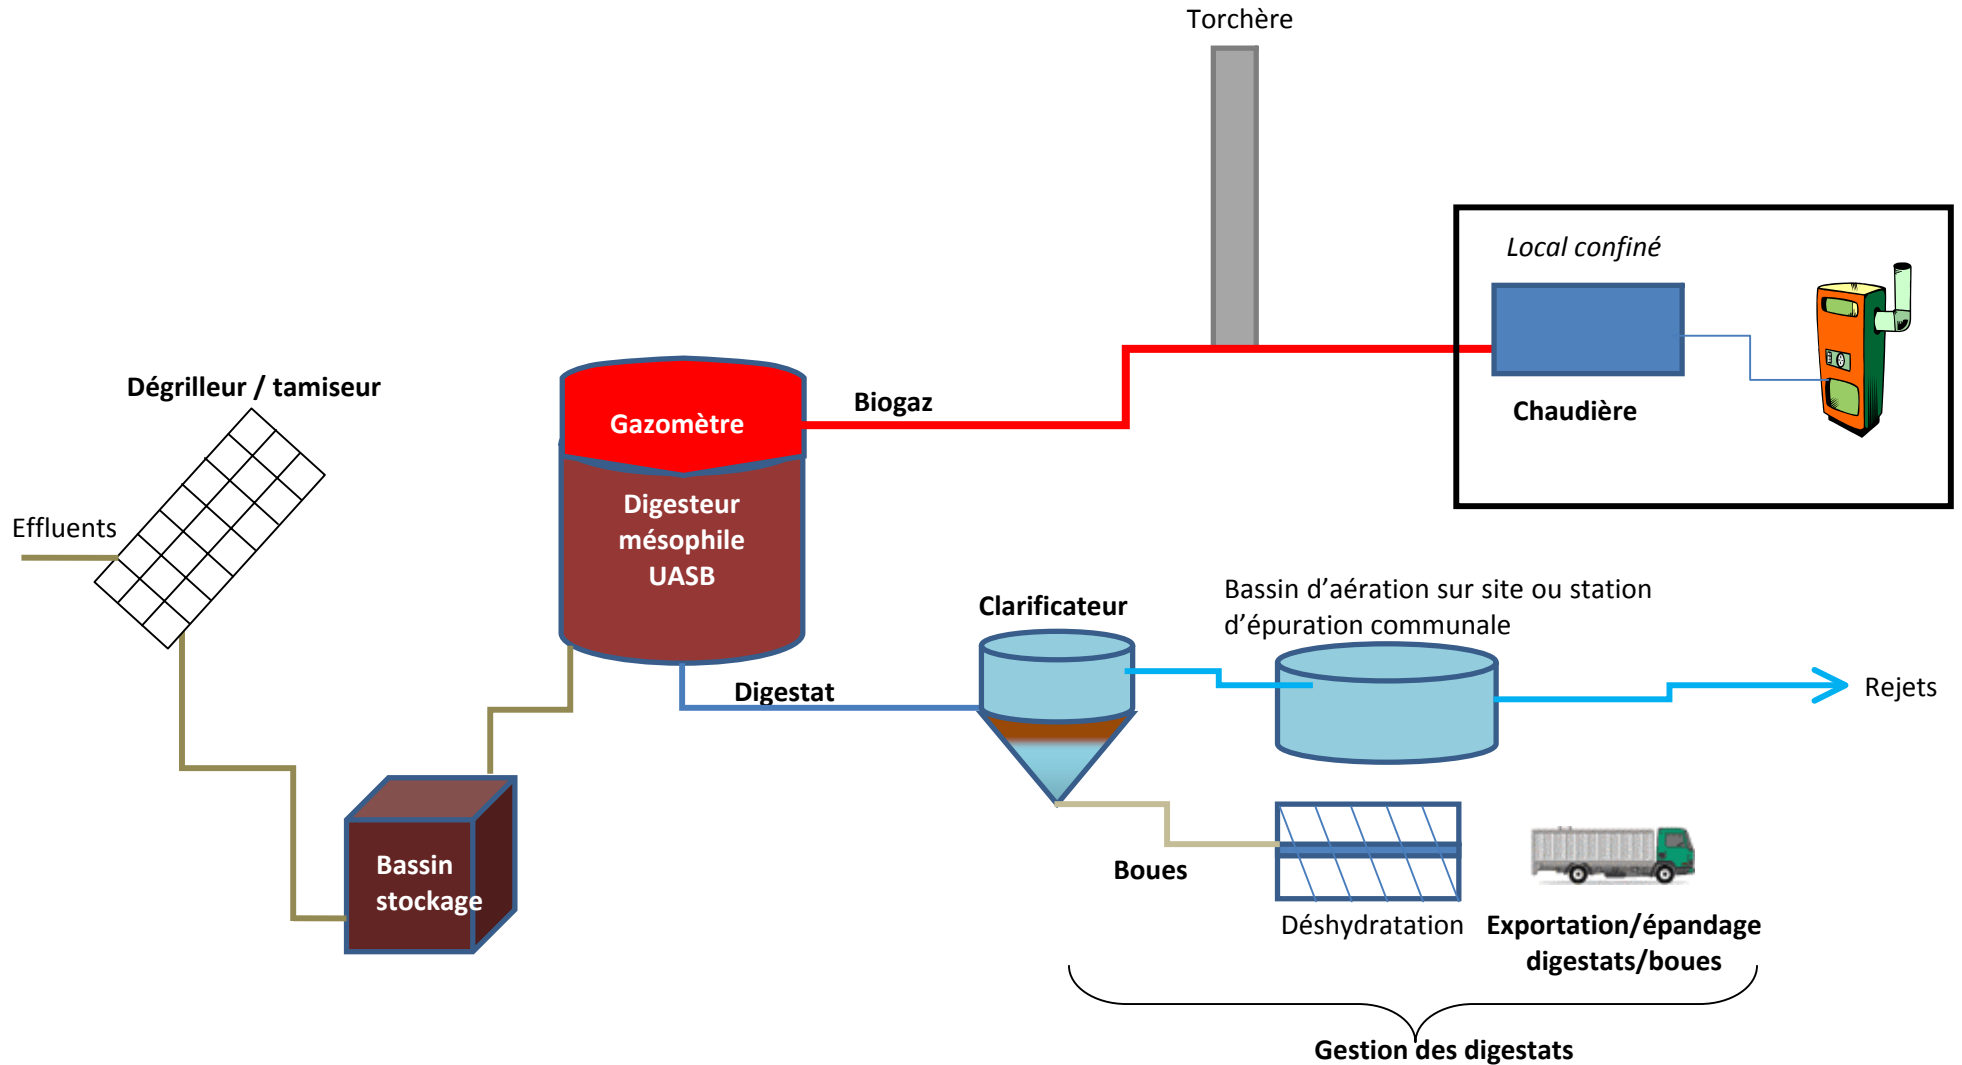 Torchère
Local confiné
Chaudière
Dégrilleur / tamiseur
Gazomètre
Biogaz
Digesteur
mésophile
UASB
Effluents
Clarificateur
Bassin d’aération sur site ou station
d’épuration communale
Digestat
Rejets
Bassin
stockage
Boues
Déshydratation
Exportation/épandage
digestats/boues
Gestion des digestats